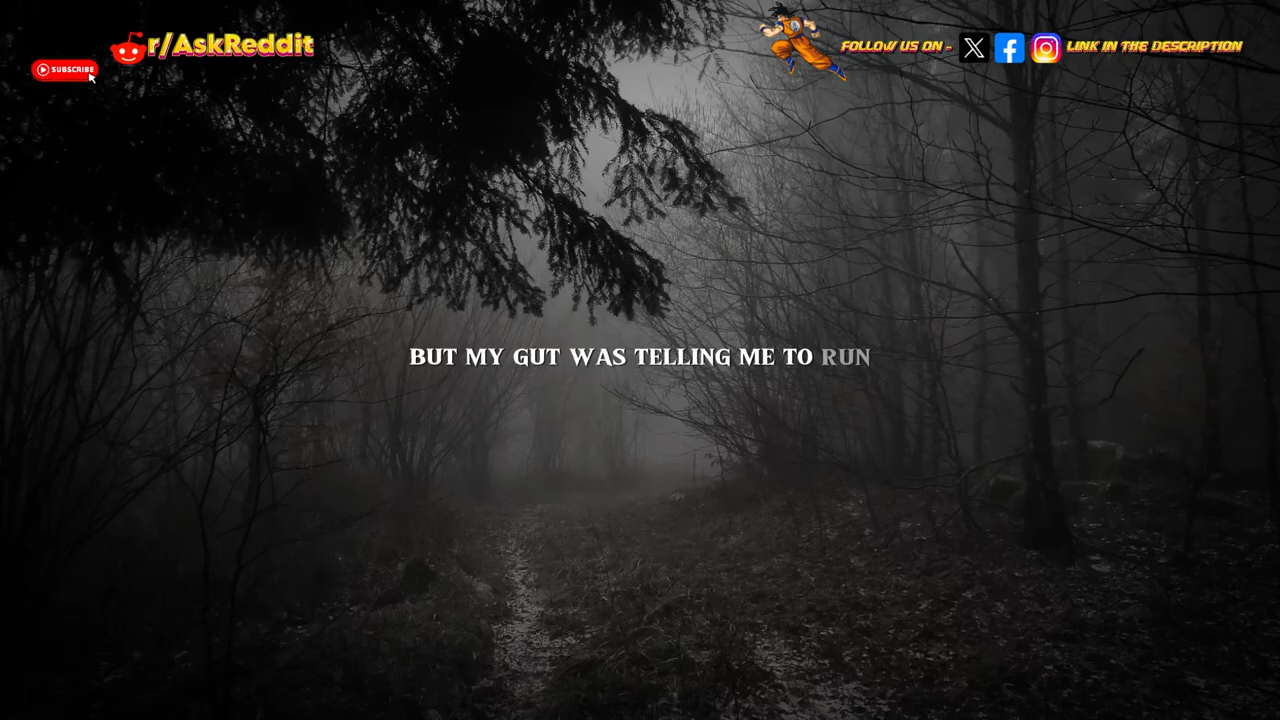 r/AskReddit
SUBSCRIBE
FOLLOW US ON -
LINK IN THE DESCRIPTION
BUT MY GUT WAS TELLING ME TO RUN